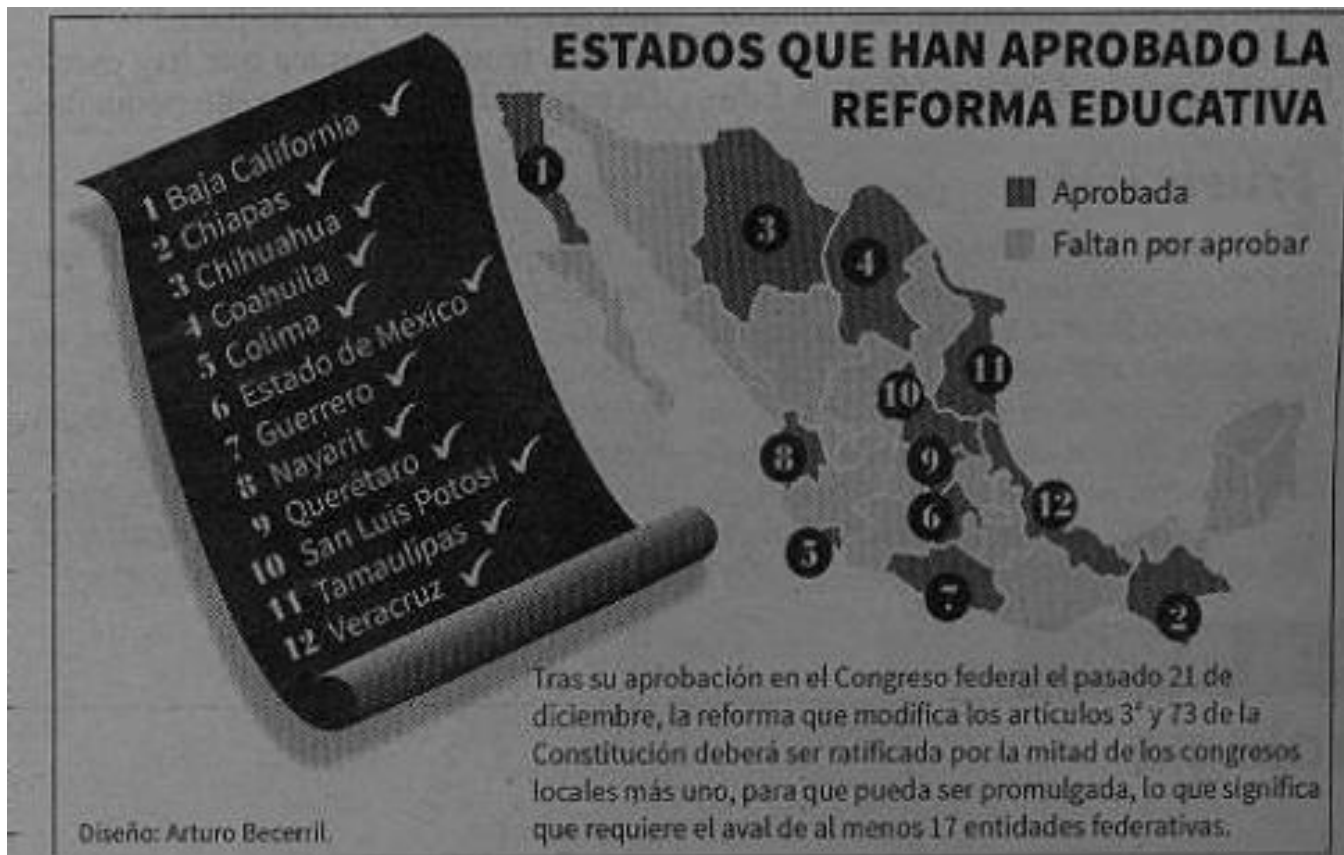 ESTADOS QUE HAN APROBADO LA
REFORMA EDUCATIVA
1 Baja California
2 Chiapas
3 Chihuahua
4 Coahuila
5 Colima
6 Estado de México
7 Guerrero
8 Nayarit
9 Querétaro
10 San Luis Potosí
11 Tamaulipas
12 Veracruz
Aprobada
Faltan por aprobar
1
3
4
11
10
8
9
12
6
5
7
2
Tras su aprobación en el Congreso federal el pasado 21 de
diciembre, la reforma que modifica los artículos 3° y 73 de la
Constitución deberá ser ratificada por la mitad de los congresos
locales más uno, para que pueda ser promulgada, lo que significa
que requiere el aval de al menos 17 entidades federativas.
Diseño: Arturo Becerril.